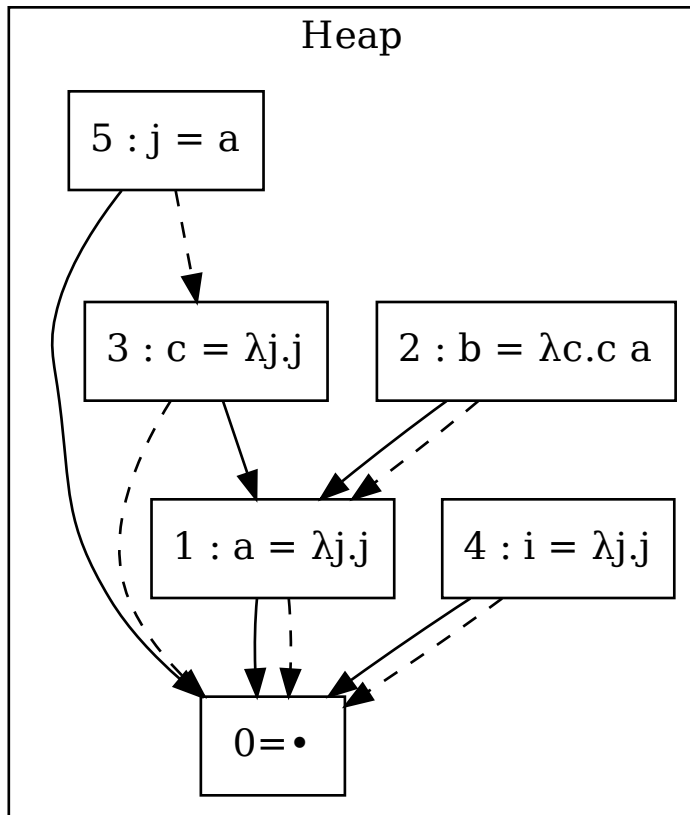 Heap
5 : j = a
3 : c = λj.j
2 : b = λc.c a
1 : a = λj.j
4 : i = λj.j
0=•